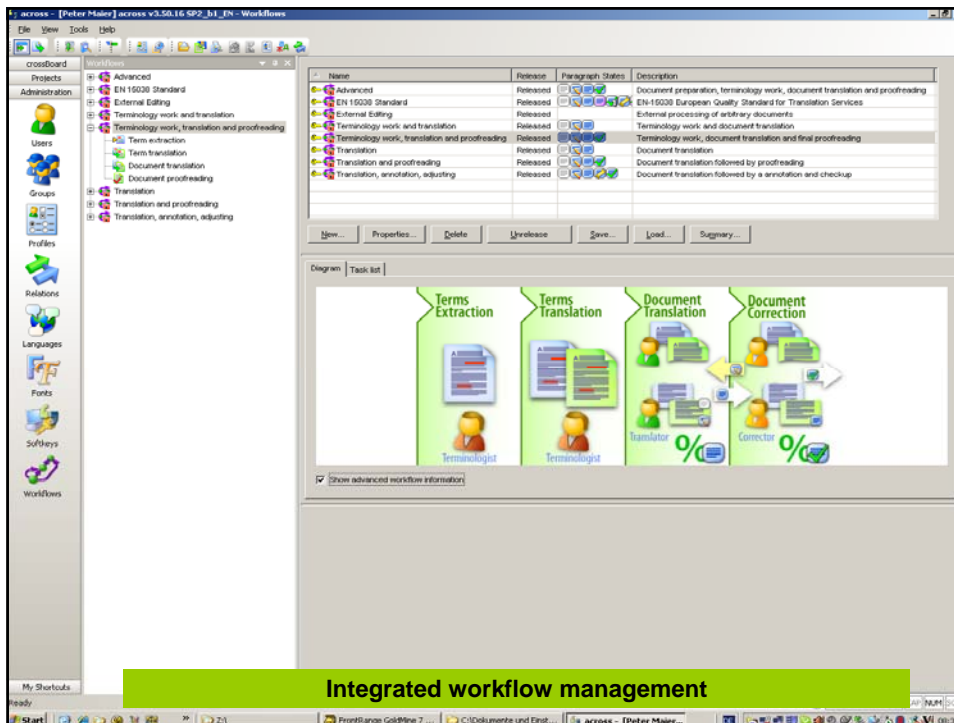 across - [Peter Maier] across v3.50.16 SP2_b1_EN - Workflows
File View Tools Help
crossBoard
Projects
Administration
Users
Groups
Profiles
Relations
Languages
Fonts
Softkeys
Workflows
My Shortcuts
Workflows
Advanced
EN 15038 Standard
External Editing
Terminology work and translation
Terminology work, translation and proofreading
Term extraction
Term translation
Document translation
Document proofreading
Translation
Translation and proofreading
Translation, annotation, adjusting
Name Release Paragraph States Description
Advanced Released Document preparation, terminology work, document translation and proofreading
EN 15038 Standard Released EN-15038 European Quality Standard for Translation Services
External Editing Released External processing of arbitrary documents
Terminology work and translation Released Terminology work and document translation
Terminology work, translation and proofreading Released Terminology work, document translation and final proofreading
Translation Released Document translation
Translation and proofreading Released Document translation followed by proofreading
Translation, annotation, adjusting Released Document translation followed by a annotation and checkup
New... Properties... Delete Unrelease Save... Load... Summary...
Diagram Task list
Terms Extraction
Terminologist
Terms Translation
Terminologist
Document Translation
Translator %
Document Correction
Corrector %
Show advanced workflow information
Integrated workflow management
Ready NUM
Start Z:\ FrontRange GoldMine 7 ... C:\Dokumente und Einst... across - [Peter Maier...